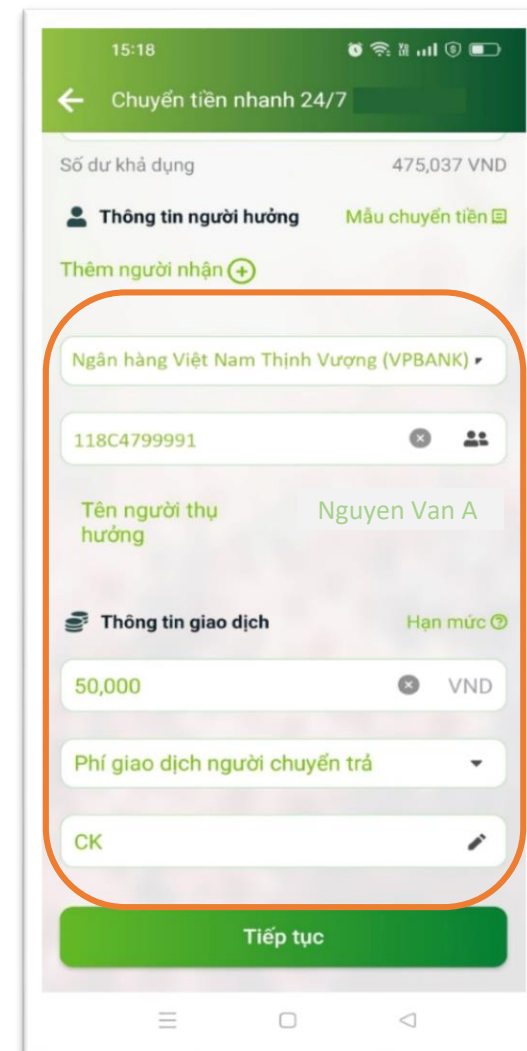 15:18
Chuyển tiền nhanh 24/7
Số dư khả dụng 475,037 VND
Thông tin người hưởng Mẫu chuyển tiền
Thêm người nhận
Ngân hàng Việt Nam Thịnh Vượng (VPBANK)
118C4799991
Tên người thụ Nguyen Van A
hưởng
Thông tin giao dịch Hạn mức
50,000 VND
Phí giao dịch người chuyển trả
CK
Tiếp tục